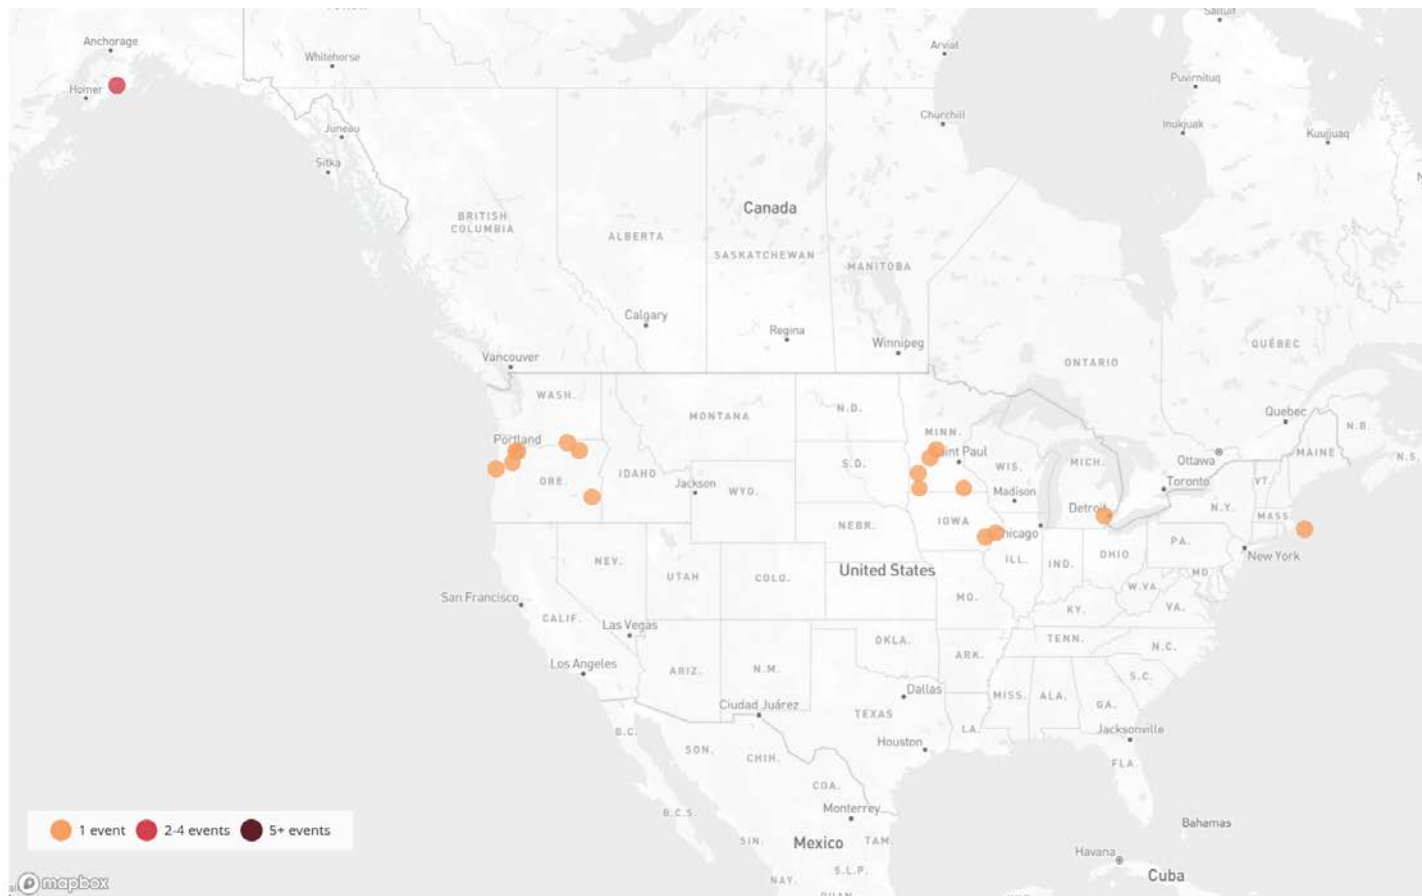 Salluit
Anchorage
Arviat
Whitehorse
Puvirnituq
Homer
Churchill
Inukjuak
Juneau
Kuujjuaq
Sitka
Canada
BRITISH
COLUMBIA
ALBERTA
SASKATCHEWAN
MANITOBA
Calgary
Regina
Winnipeg
QUÉBEC
Vancouver
ONTARIO
WASH.
MONTANA
N.D.
Quebec
MINN.
N.B.
Portland
MAINE
int Paul
Ottawa
N.S.
S.D.
WIS.
MICH.
IDAHO
ORE.
Jackson
WYD.
Madison
Toronto
VT.
Detroit
N.Y.
MASS.
IOWA
NEBR.
hicago
PA.
New York
NEV.
ILL.
IND.
OHIO
United States
UTAH
COLO.
MD.
W.VA.
San Francisco
MO.
KY.
VA.
CALIF.
Las Vegas
OKLA.
TENN.
N.C.
Los Angeles
ARIZ.
N.M.
ARK.
S.C.
Dallas
MISS.
ALA.
GA.
Ciudad Juárez
TEXAS
LA.
B.C.
Houston
Jacksonville
SON.
CHIH.
FLA.
COA.
B.C.S.
Monterrey
Bahamas
1 event
2-4 events
5+ events
SIN.
Mexico
TAM.
Havana
S.L.P.
Cuba
NAY.
mapbox